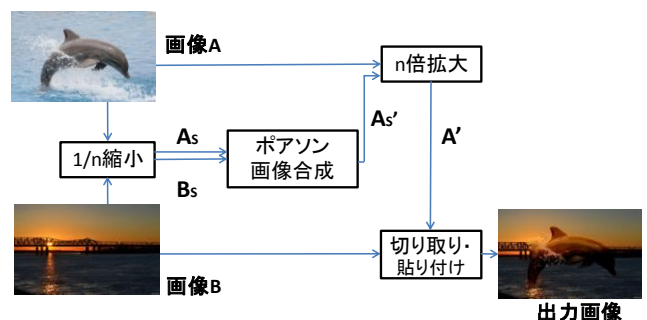 画像A
n倍拡大
As
As'
A'
1/n縮小
ポアソン
画像合成
Bs
切り取り・
貼り付け
画像B
出力画像